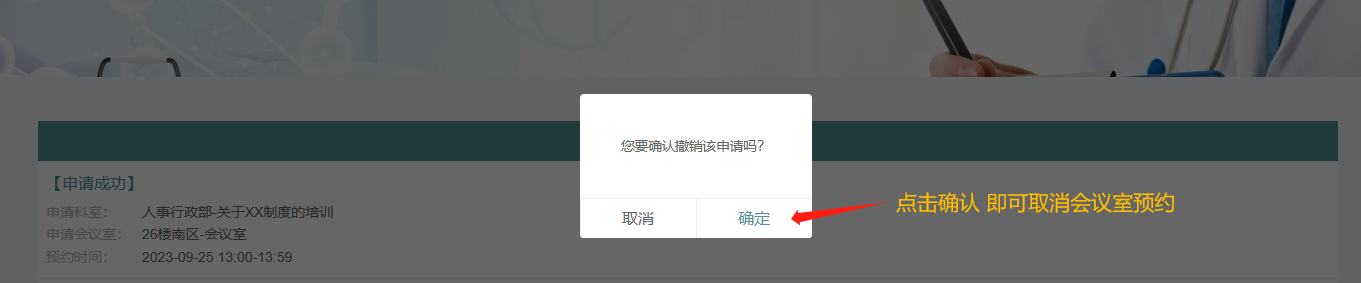 您要确认撤销该申请吗?
【申请成功】
取消 确定
点击确认 即可取消会议室预约
申请科室: 人事行政部-关于XX制度的培训
申请会议室: 26楼南区-会议室
预约时间: 2023-09-25 13:00-13:59